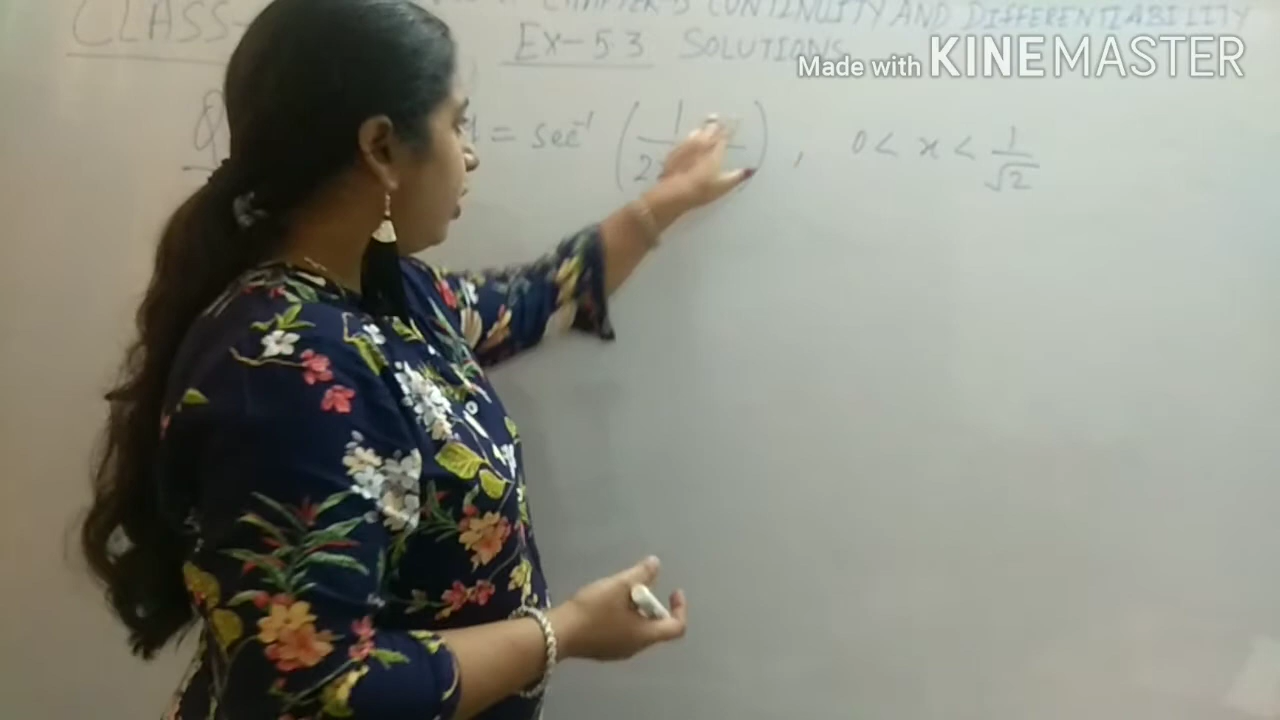 CLASS- CHAPTER-5 CONTINUITY AND DIFFERENTIABILITY
Ex-5.3 SOLUTIONS
Made with KINEMASTER
Q = sec⁻¹ (1 / 2 ) , 0 < x < 1/√2